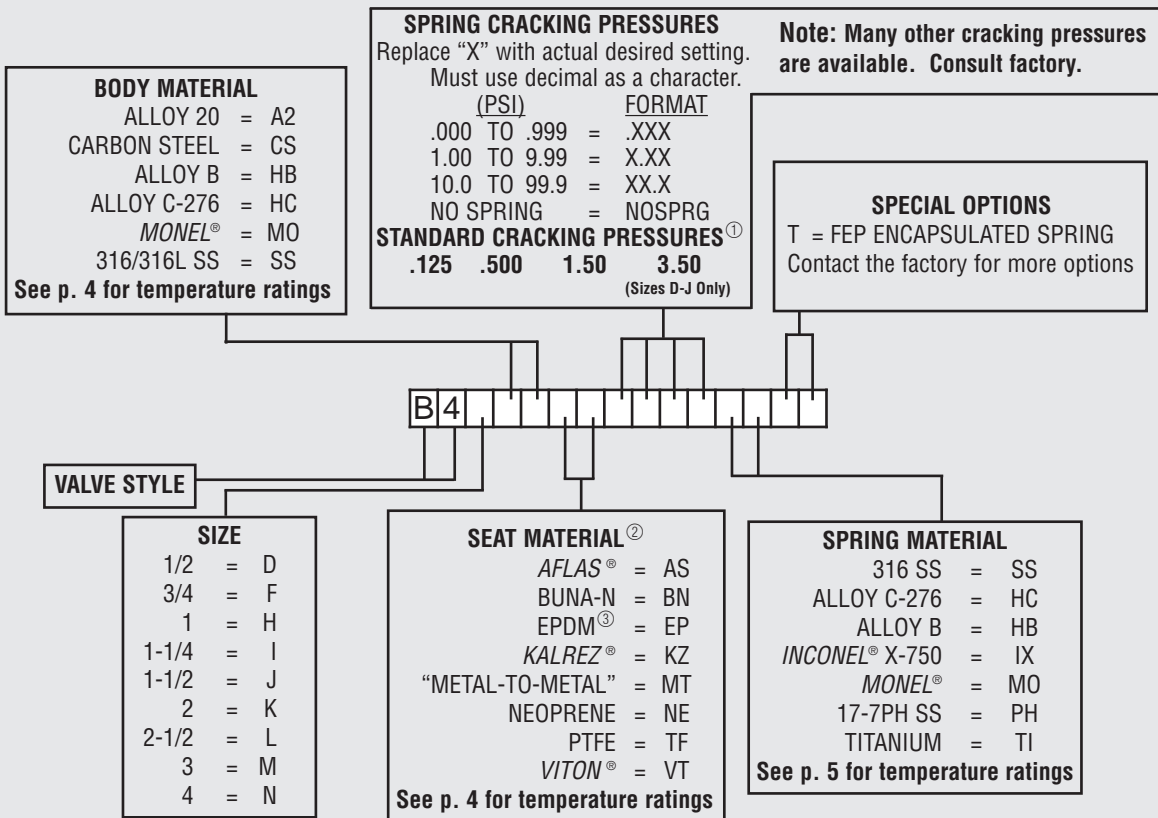 SPRING CRACKING PRESSURES
Replace “X” with actual desired setting.
Must use decimal as a character.
(PSI) FORMAT
.000 TO .999 = .XXX
1.00 TO 9.99 = X.XX
10.0 TO 99.9 = XX.X
NO SPRING = NOSPRG
STANDARD CRACKING PRESSURES①
.125 .500 1.50 3.50
(Sizes D-J Only)
Note: Many other cracking pressures
are available. Consult factory.
BODY MATERIAL
ALLOY 20 = A2
CARBON STEEL = CS
ALLOY B = HB
ALLOY C-276 = HC
MONEL® = MO
316/316L SS = SS
See p. 4 for temperature ratings
SPECIAL OPTIONS
T = FEP ENCAPSULATED SPRING
Contact the factory for more options
B4
VALVE STYLE
SIZE
1/2 = D
3/4 = F
1 = H
1-1/4 = I
1-1/2 = J
2 = K
2-1/2 = L
3 = M
4 = N
SEAT MATERIAL②
AFLAS® = AS
BUNA-N = BN
EPDM③ = EP
KALREZ® = KZ
“METAL-TO-METAL” = MT
NEOPRENE = NE
PTFE = TF
VITON® = VT
See p. 4 for temperature ratings
SPRING MATERIAL
316 SS = SS
ALLOY C-276 = HC
ALLOY B = HB
INCONEL® X-750 = IX
MONEL® = MO
17-7PH SS = PH
TITANIUM = TI
See p. 5 for temperature ratings